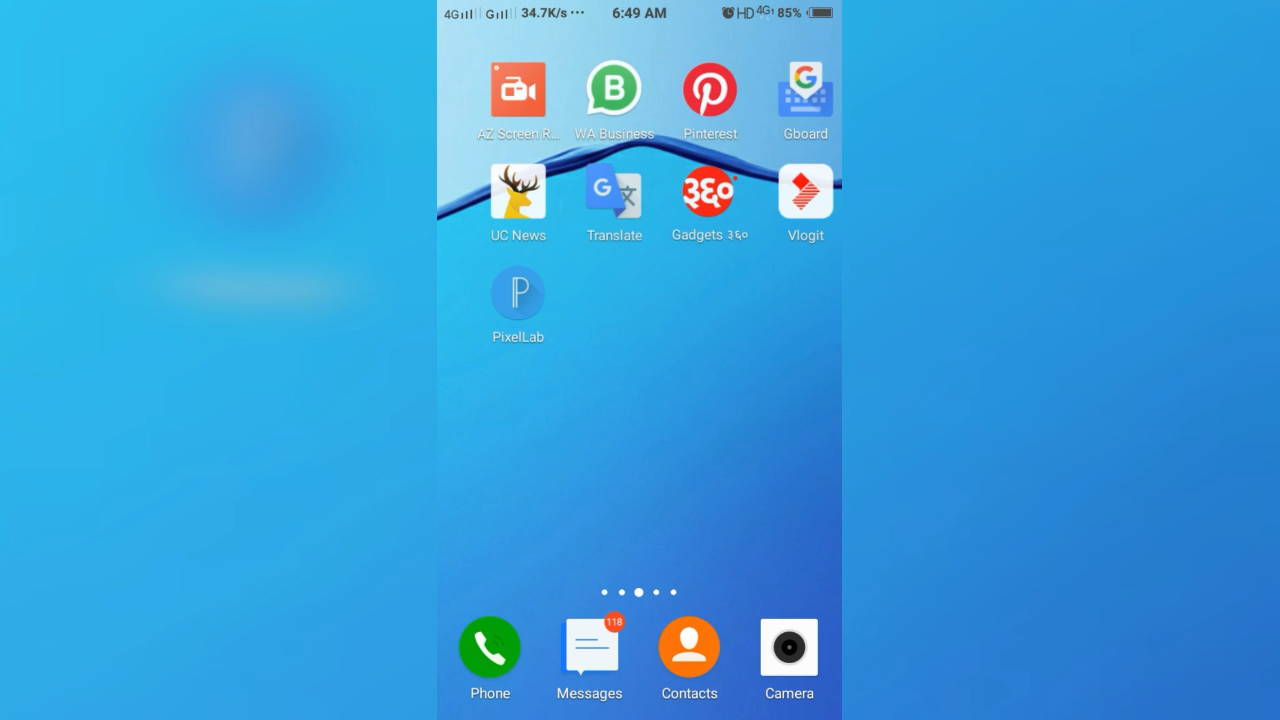 4G G 34.7K/s ··· 6:49 AM HD 4G 85%
AZ Screen R... WA Business Pinterest Gboard
३६०
UC News Translate Gadgets ३६० Vlogit
PixelLab
118
Phone Messages Contacts Camera